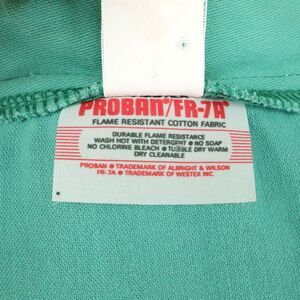 PROBAN®/FR-7A®
FLAME RESISTANT COTTON FABRIC
DURABLE FLAME RESISTANCE
WASH HOT WITH DETERGENT ● NO SOAP
NO CHLORINE BLEACH ● TUMBLE DRY WARM
DRY CLEANABLE
PROBAN ● TRADEMARK OF ALBRIGHT & WILSON
FR-7A ● TRADEMARK OF WESTEX INC.